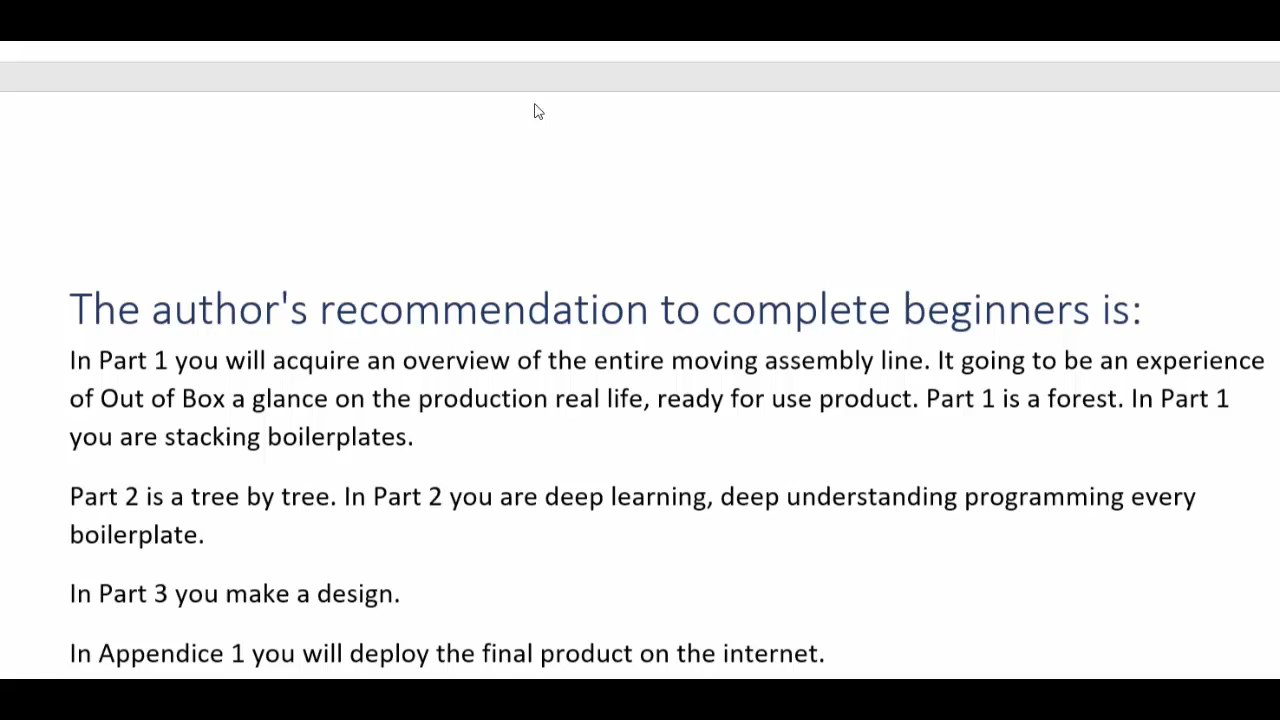 The author's recommendation to complete beginners is:
In Part 1 you will acquire an overview of the entire moving assembly line. It going to be an experience
of Out of Box a glance on the production real life, ready for use product. Part 1 is a forest. In Part 1
you are stacking boilerplates.
Part 2 is a tree by tree. In Part 2 you are deep learning, deep understanding programming every
boilerplate.
In Part 3 you make a design.
In Appendice 1 you will deploy the final product on the internet.